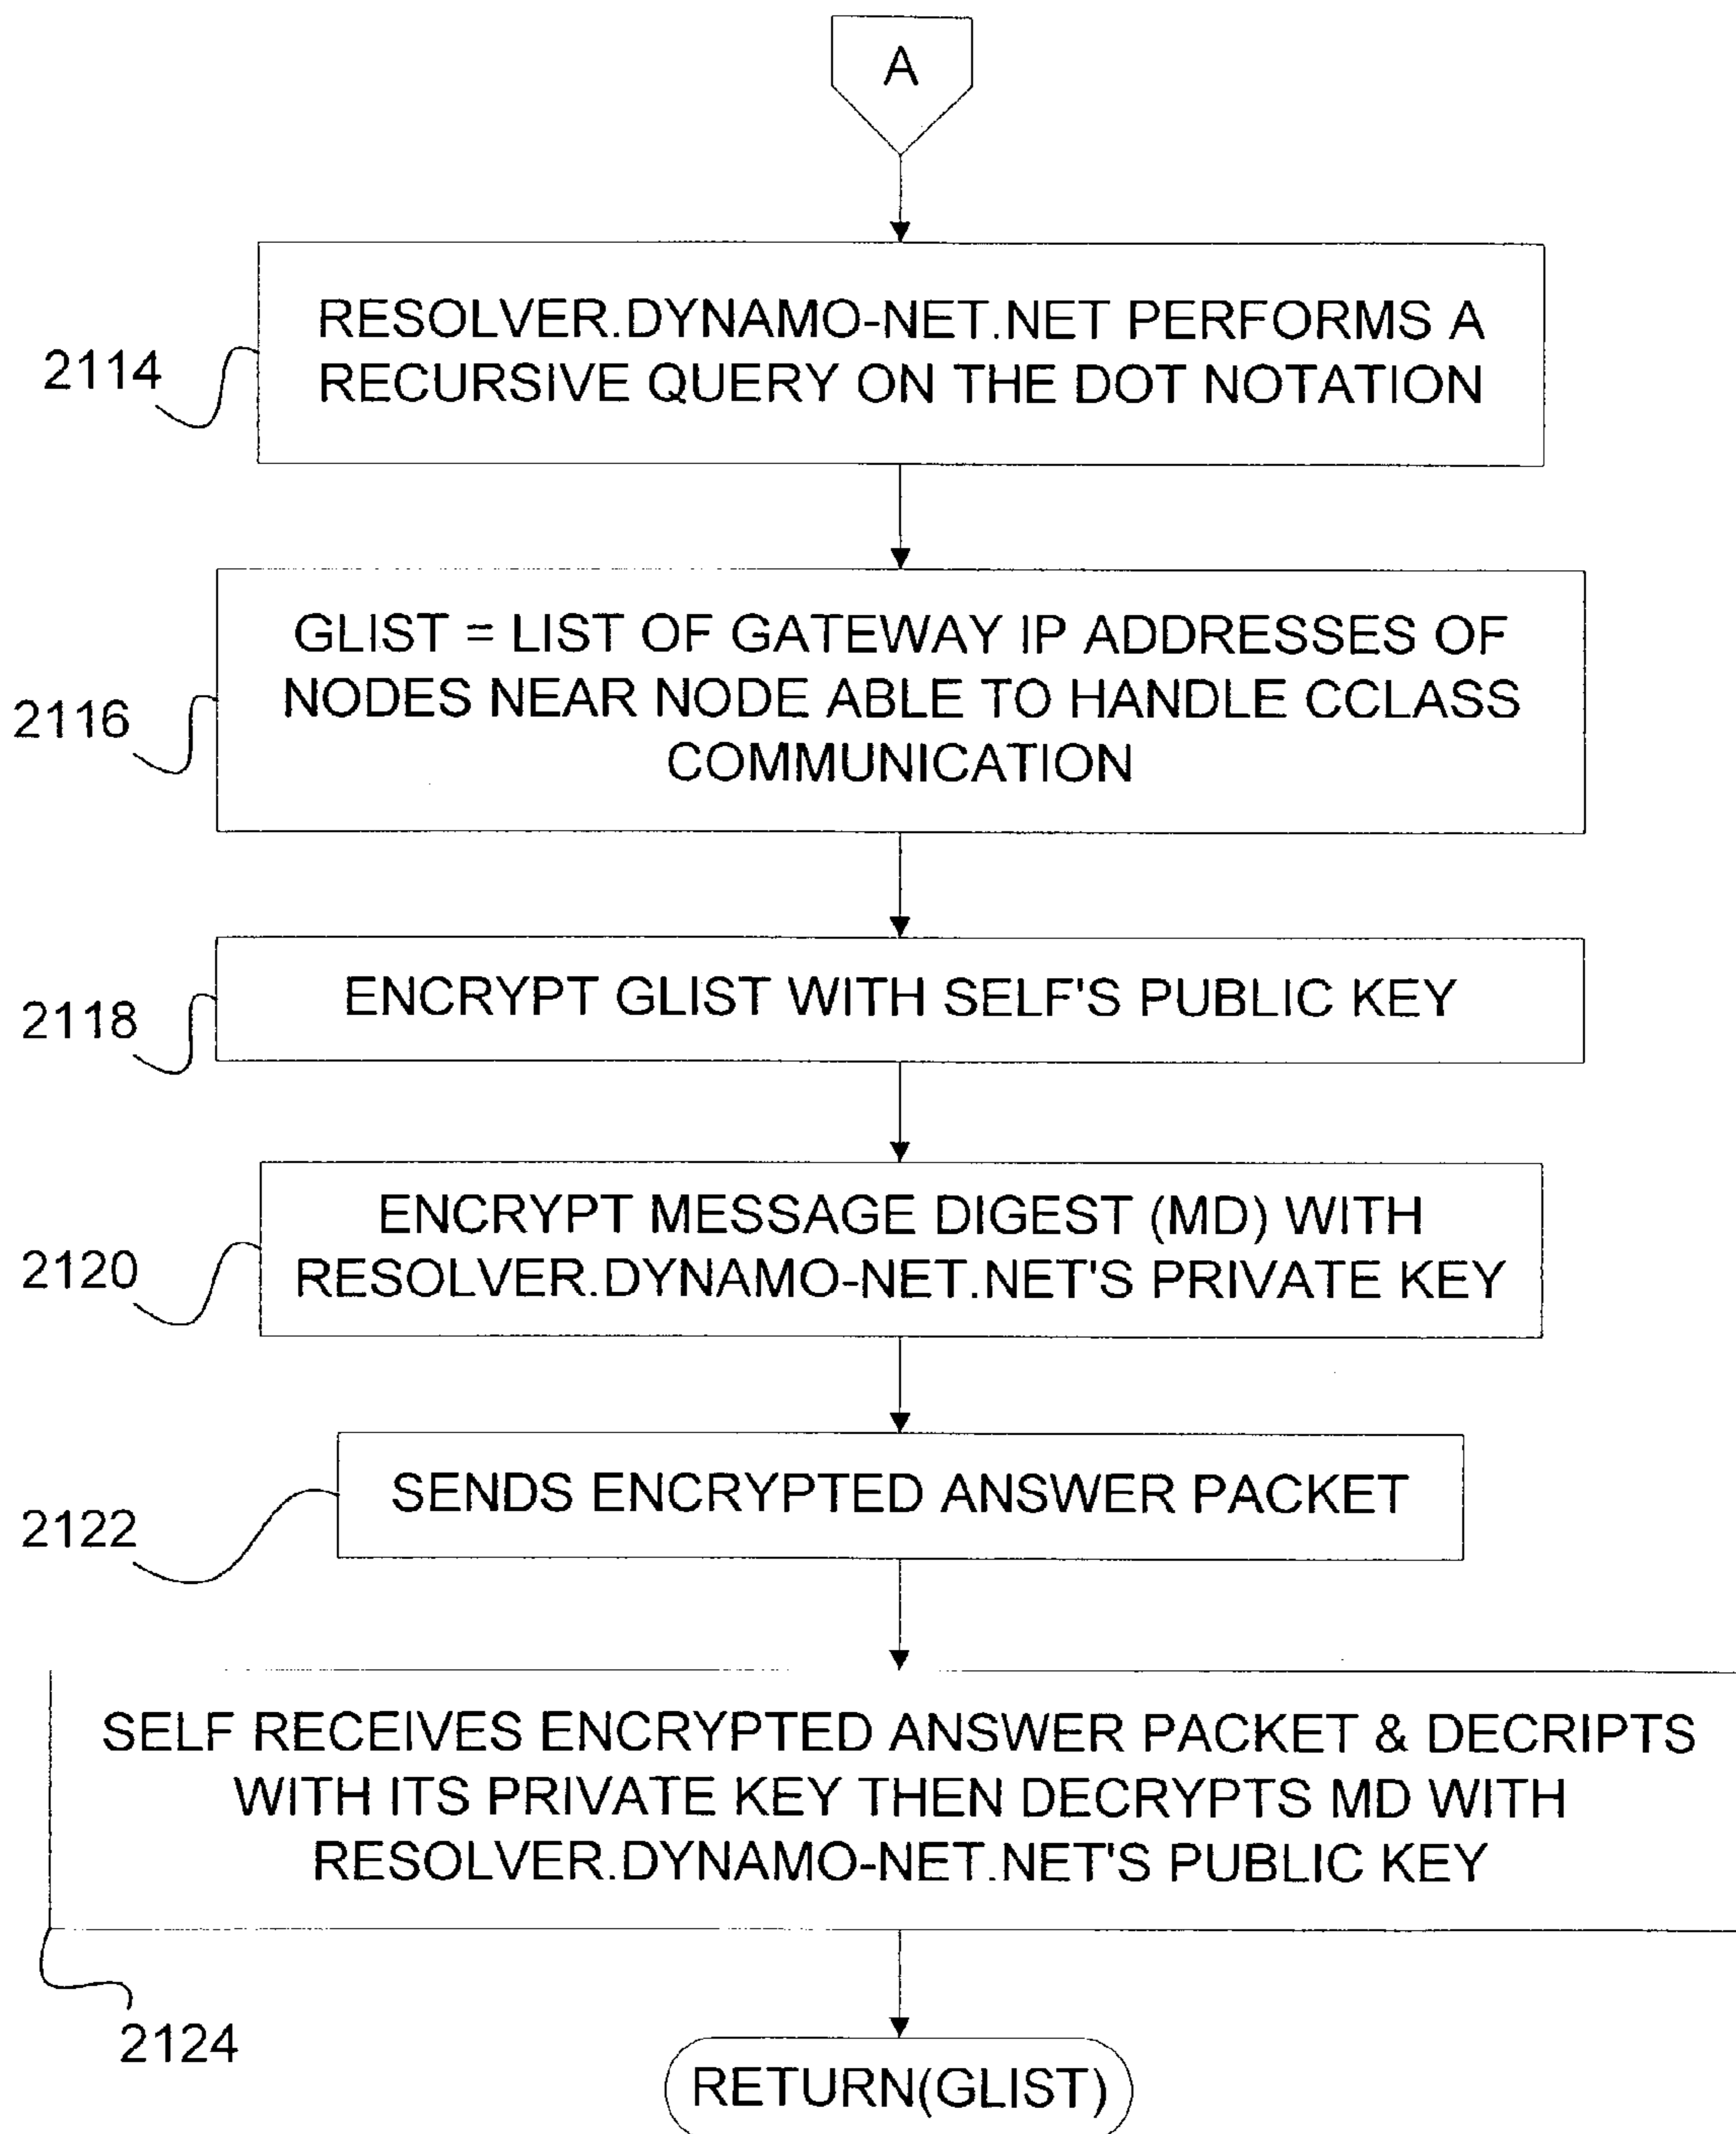 A
RESOLVER.DYNAMO-NET.NET PERFORMS A
RECURSIVE QUERY ON THE DOT NOTATION
2114
GLIST = LIST OF GATEWAY IP ADDRESSES OF
NODES NEAR NODE ABLE TO HANDLE CCLASS
COMMUNICATION
2116
ENCRYPT GLIST WITH SELF'S PUBLIC KEY
2118
ENCRYPT MESSAGE DIGEST (MD) WITH
RESOLVER.DYNAMO-NET.NET'S PRIVATE KEY
2120
SENDS ENCRYPTED ANSWER PACKET
2122
SELF RECEIVES ENCRYPTED ANSWER PACKET & DECRIPTS
WITH ITS PRIVATE KEY THEN DECRYPTS MD WITH
RESOLVER.DYNAMO-NET.NET'S PUBLIC KEY
2124
RETURN(GLIST)